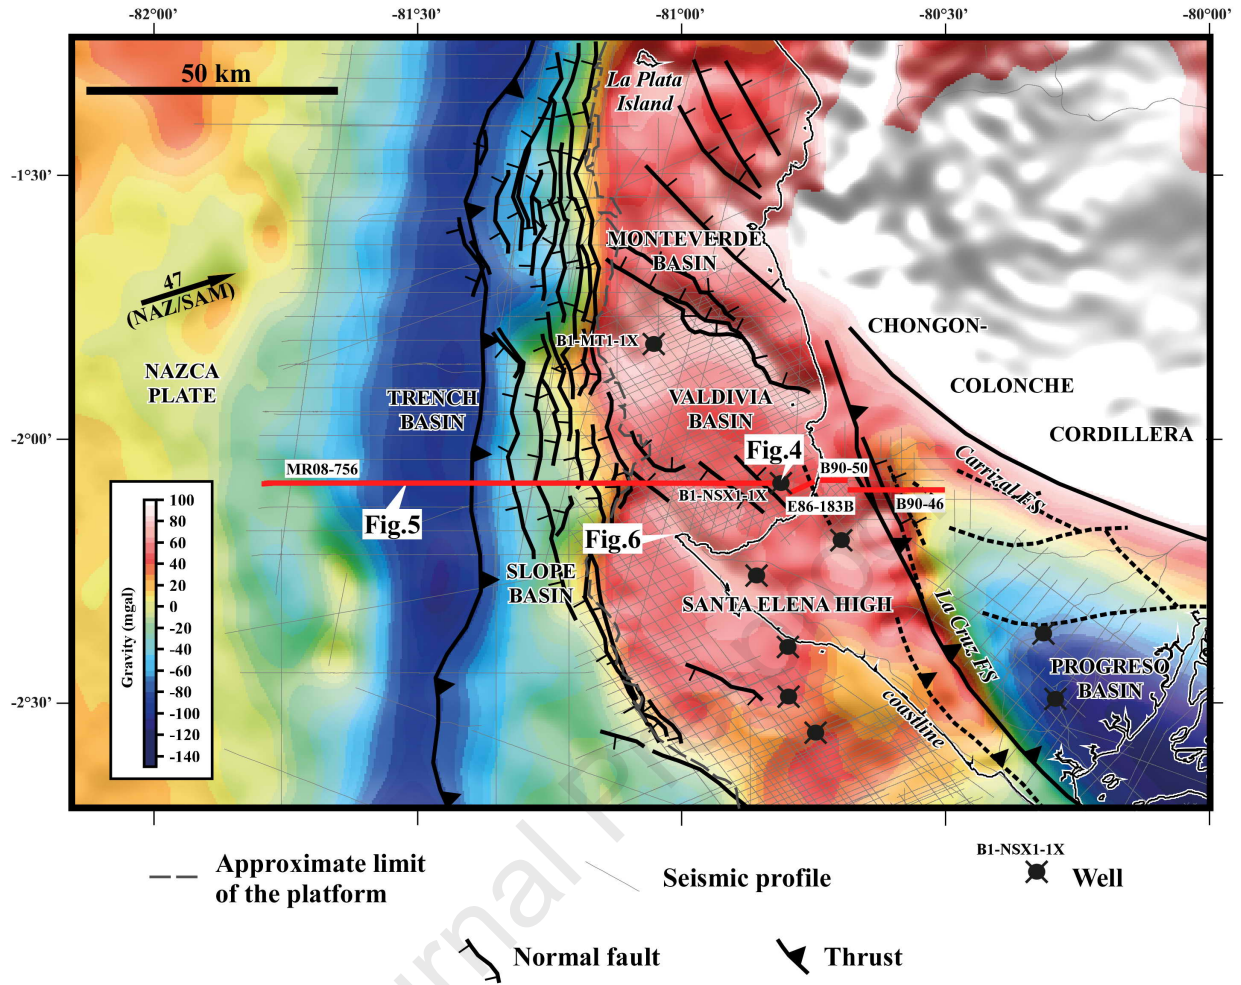 -82°00'
-81°30'
-81°00'
-80°30'
-80°00'
50 km
La Plata
Island
-1°30'
MONTEVERDE
BASIN
47
(NAZ/SAM)
CHONGON-
B1-MT1-1X
NAZCA
PLATE
TRENCH
BASIN
VALDIVIA
BASIN
COLONCHE
-2°00'
CORDILLERA
Fig.4
MR08-756
B90-50
Carrizal FS
B1-NSX1-1X
E86-183B
B90-46
Fig.5
Fig.6
100
80
60
40
20
0
-20
-40
-60
-80
-100
-120
-140
Gravity (mgal)
SLOPE
BASIN
SANTA ELENA HIGH
La Cruz FS
PROGRESO
BASIN
-2°30'
coastline
Approximate limit
of the platform
Seismic profile
B1-NSX1-1X
Well
Normal fault
Thrust